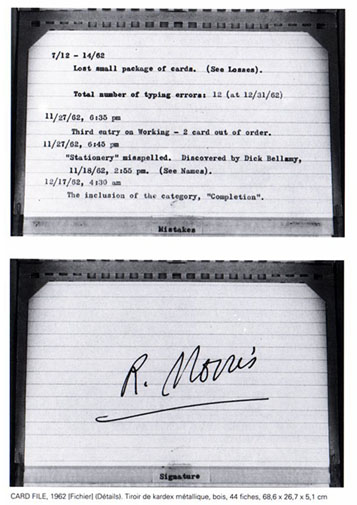 7/12 - 14/62
Lost small package of cards. (See Losses).
Total number of typing errors: 12 (at 12/31/62)
11/27/62, 6:35 pm
Third entry on Working - 2 card out of order.
11/27/62, 6:45 pm
"Stationery" misspelled. Discovered by Dick Bellamy,
11/18/62, 2:55 pm. (See Names).
12/17/62, 4:30 am
The inclusion of the category, "Completion".
Mistakes
R. Morris
Signature
CARD FILE, 1962 [Fichier] (Détails). Tiroir de kardex métallique, bois, 44 fiches, 68,6 x 26,7 x 5,1 cm